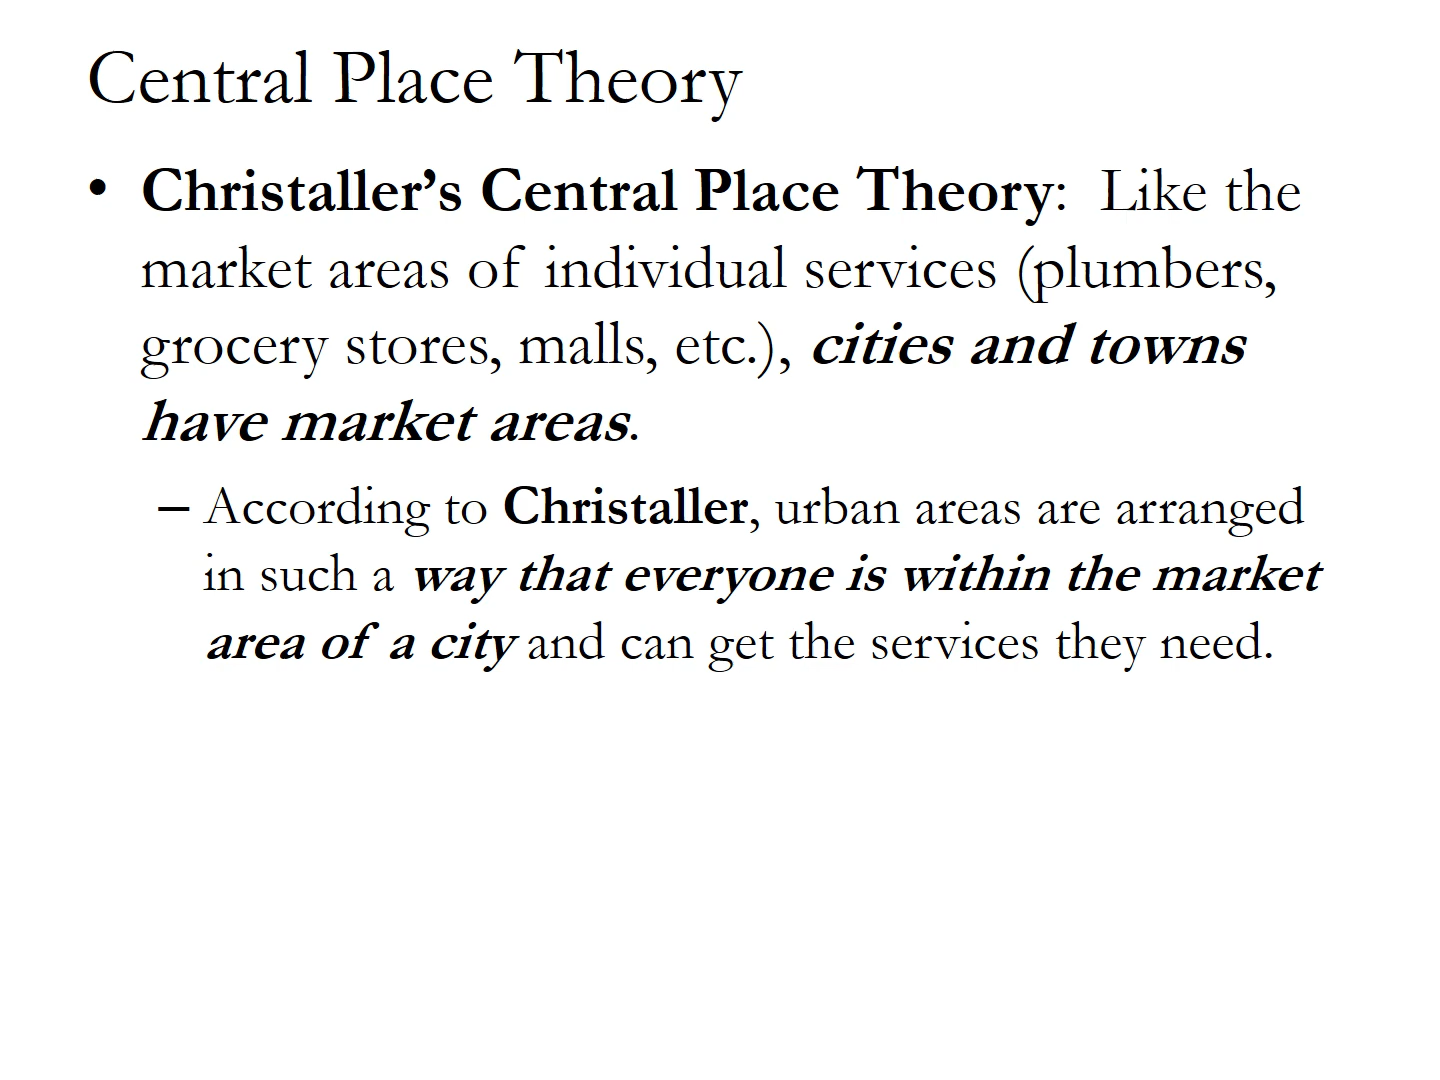 Central Place Theory
• Christaller’s Central Place Theory:  Like the
market areas of individual services (plumbers,
grocery stores, malls, etc.), cities and towns
have market areas.
– According to Christaller, urban areas are arranged
in such a way that everyone is within the market
area of a city and can get the services they need.